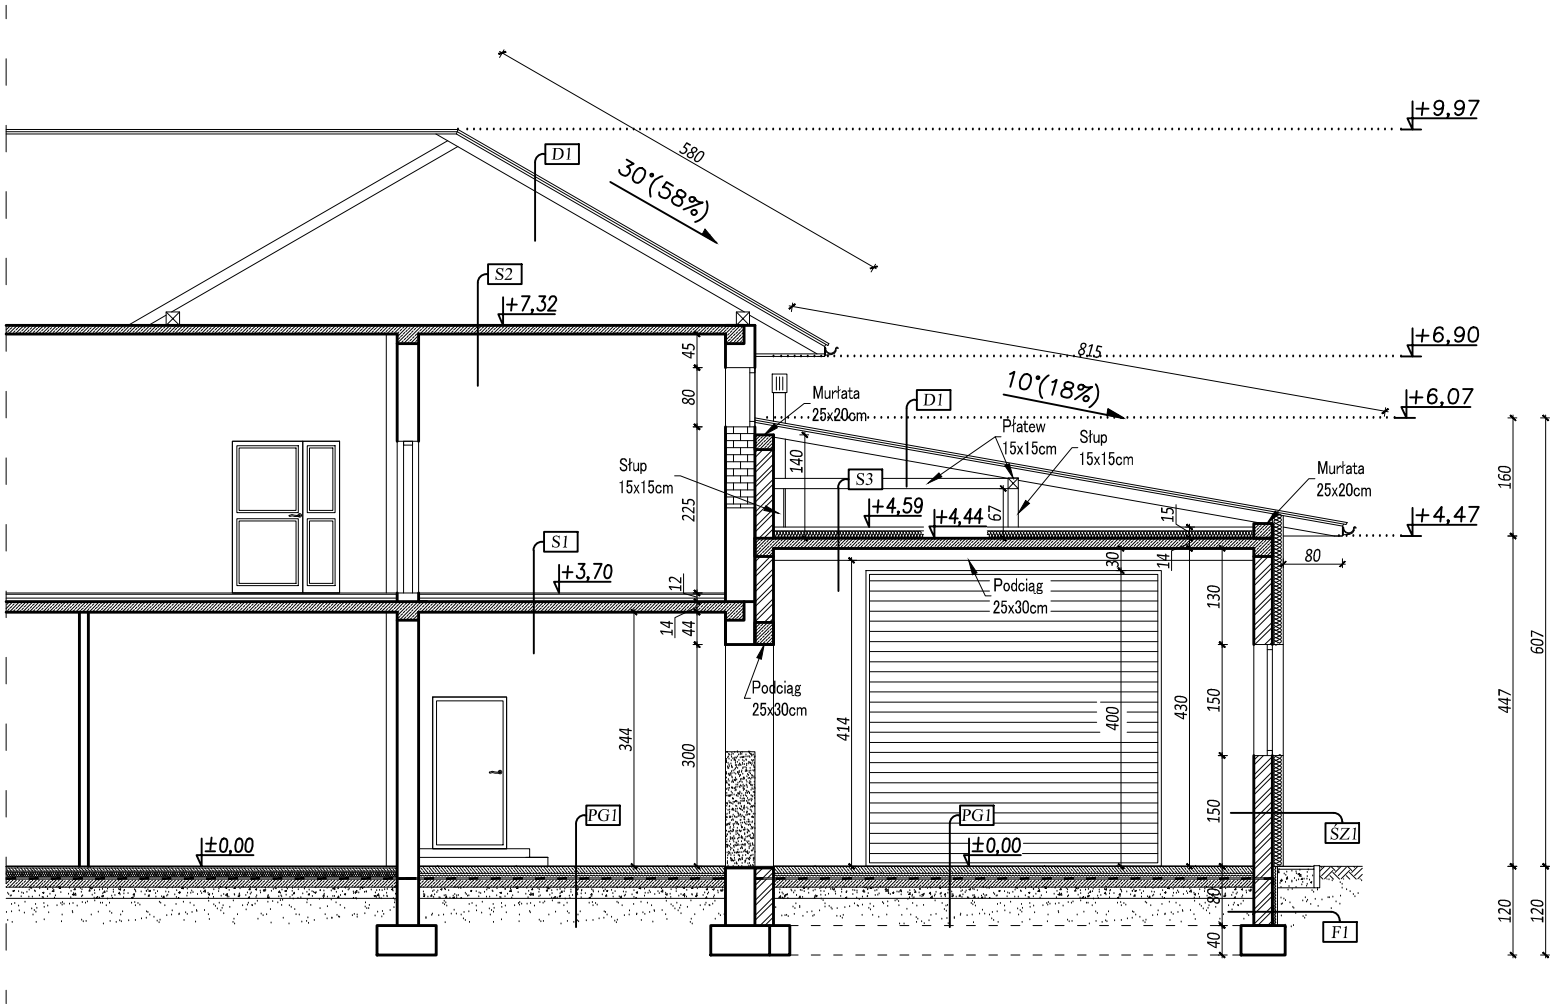 +9,97
580
D1
30°(58%)
S2
+7,32
+6,90
815
45
10°(18%)
+6,07
80
D1
Murłata
25x20cm
Płatew
15x15cm
Słup
15x15cm
140
Słup
15x15cm
S3
Murłata
25x20cm
160
225
+4,59
+4,44
67
15
+4,47
S1
80
+3,70
30
14
12
Podciąg
25x30cm
130
14
44
607
Podciąg
25x30cm
344
300
414
400
430
150
447
PG1
PG1
150
ŚZ1
±0,00
±0,00
80
120
120
F1
40